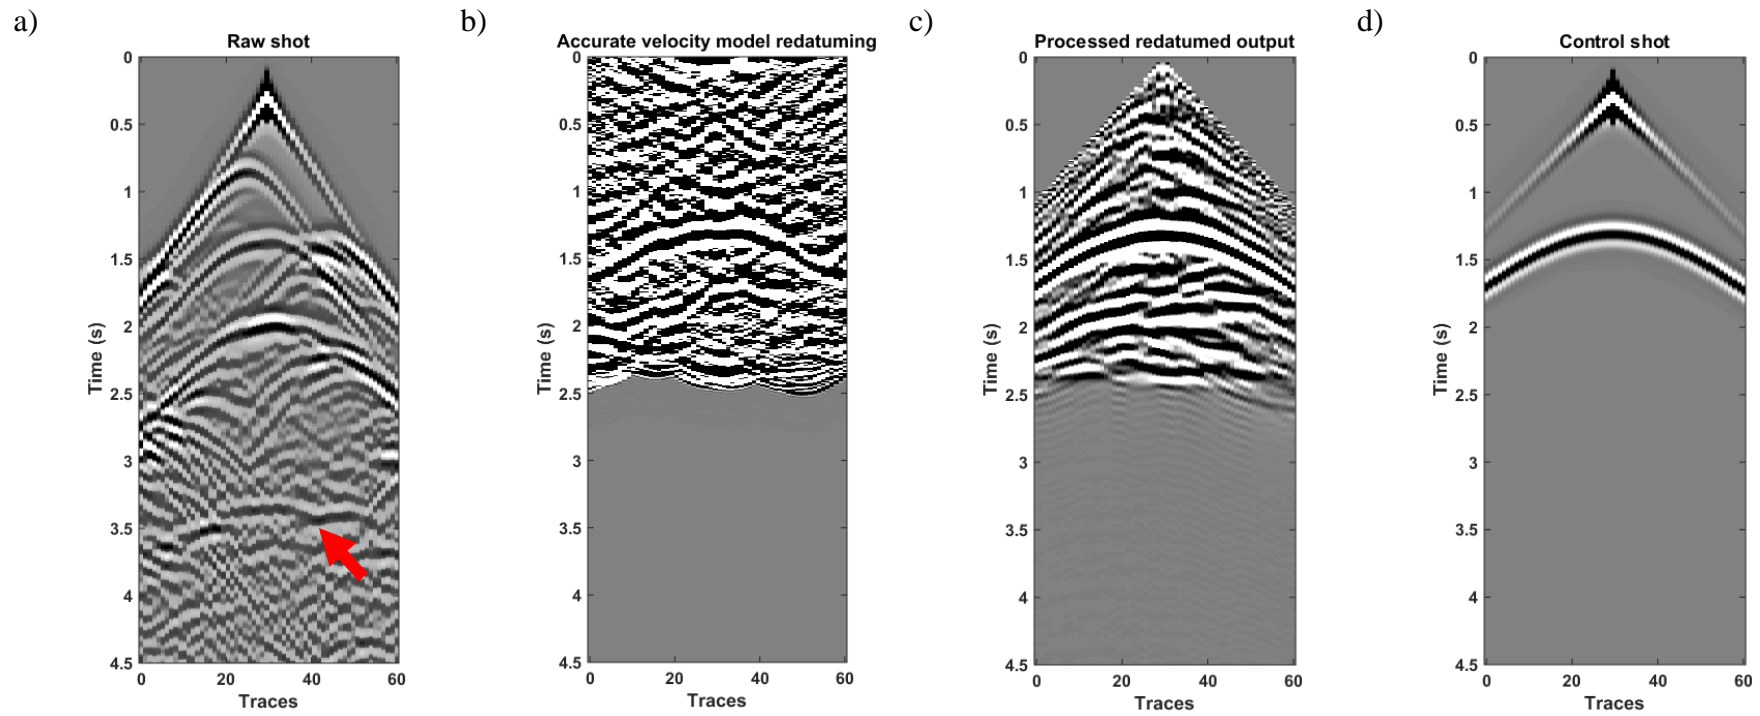 a)
Raw shot
0
0.5
1
1.5
2
2.5
3
3.5
4
4.5
Time (s)
0 20 40 60
Traces
b)
Accurate velocity model redatuming
0
0.5
1
1.5
2
2.5
3
3.5
4
4.5
Time (s)
0 20 40 60
Traces
c)
Processed redatumed output
0
0.5
1
1.5
2
2.5
3
3.5
4
4.5
Time (s)
0 20 40 60
Traces
d)
Control shot
0
0.5
1
1.5
2
2.5
3
3.5
4
4.5
Time (s)
0 20 40 60
Traces